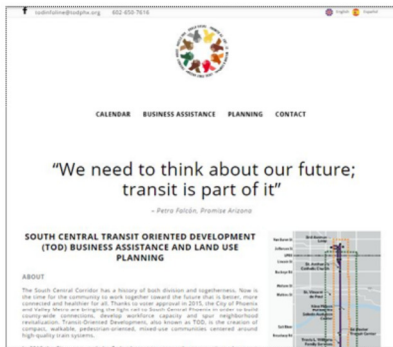 todinfoline@todphx.org 602 450-7616
English Español
CALENDAR BUSINESS ASSISTANCE PLANNING CONTACT
“We need to think about our future;
transit is part of it”
– Petra Falcón, Promise Arizona
SOUTH CENTRAL TRANSIT ORIENTED DEVELOPMENT
(TOD) BUSINESS ASSISTANCE AND LAND USE
PLANNING
ABOUT
The South Central Corridor has a history of both division and togetherness. Now is
the time for the community to work together toward the future that is better, more
connected and healthier for all. Thanks to voter approval in 2015, the City of Phoenix
and Valley Metro are bringing the light rail to South Central Phoenix in order to build
county-wide connections, develop workforce capacity and spur neighborhood
revitalization. Transit-Oriented Development, also known as TOD, is the creation of
compact, walkable, pedestrian-oriented, mixed-use communities centered around
high-quality train systems.